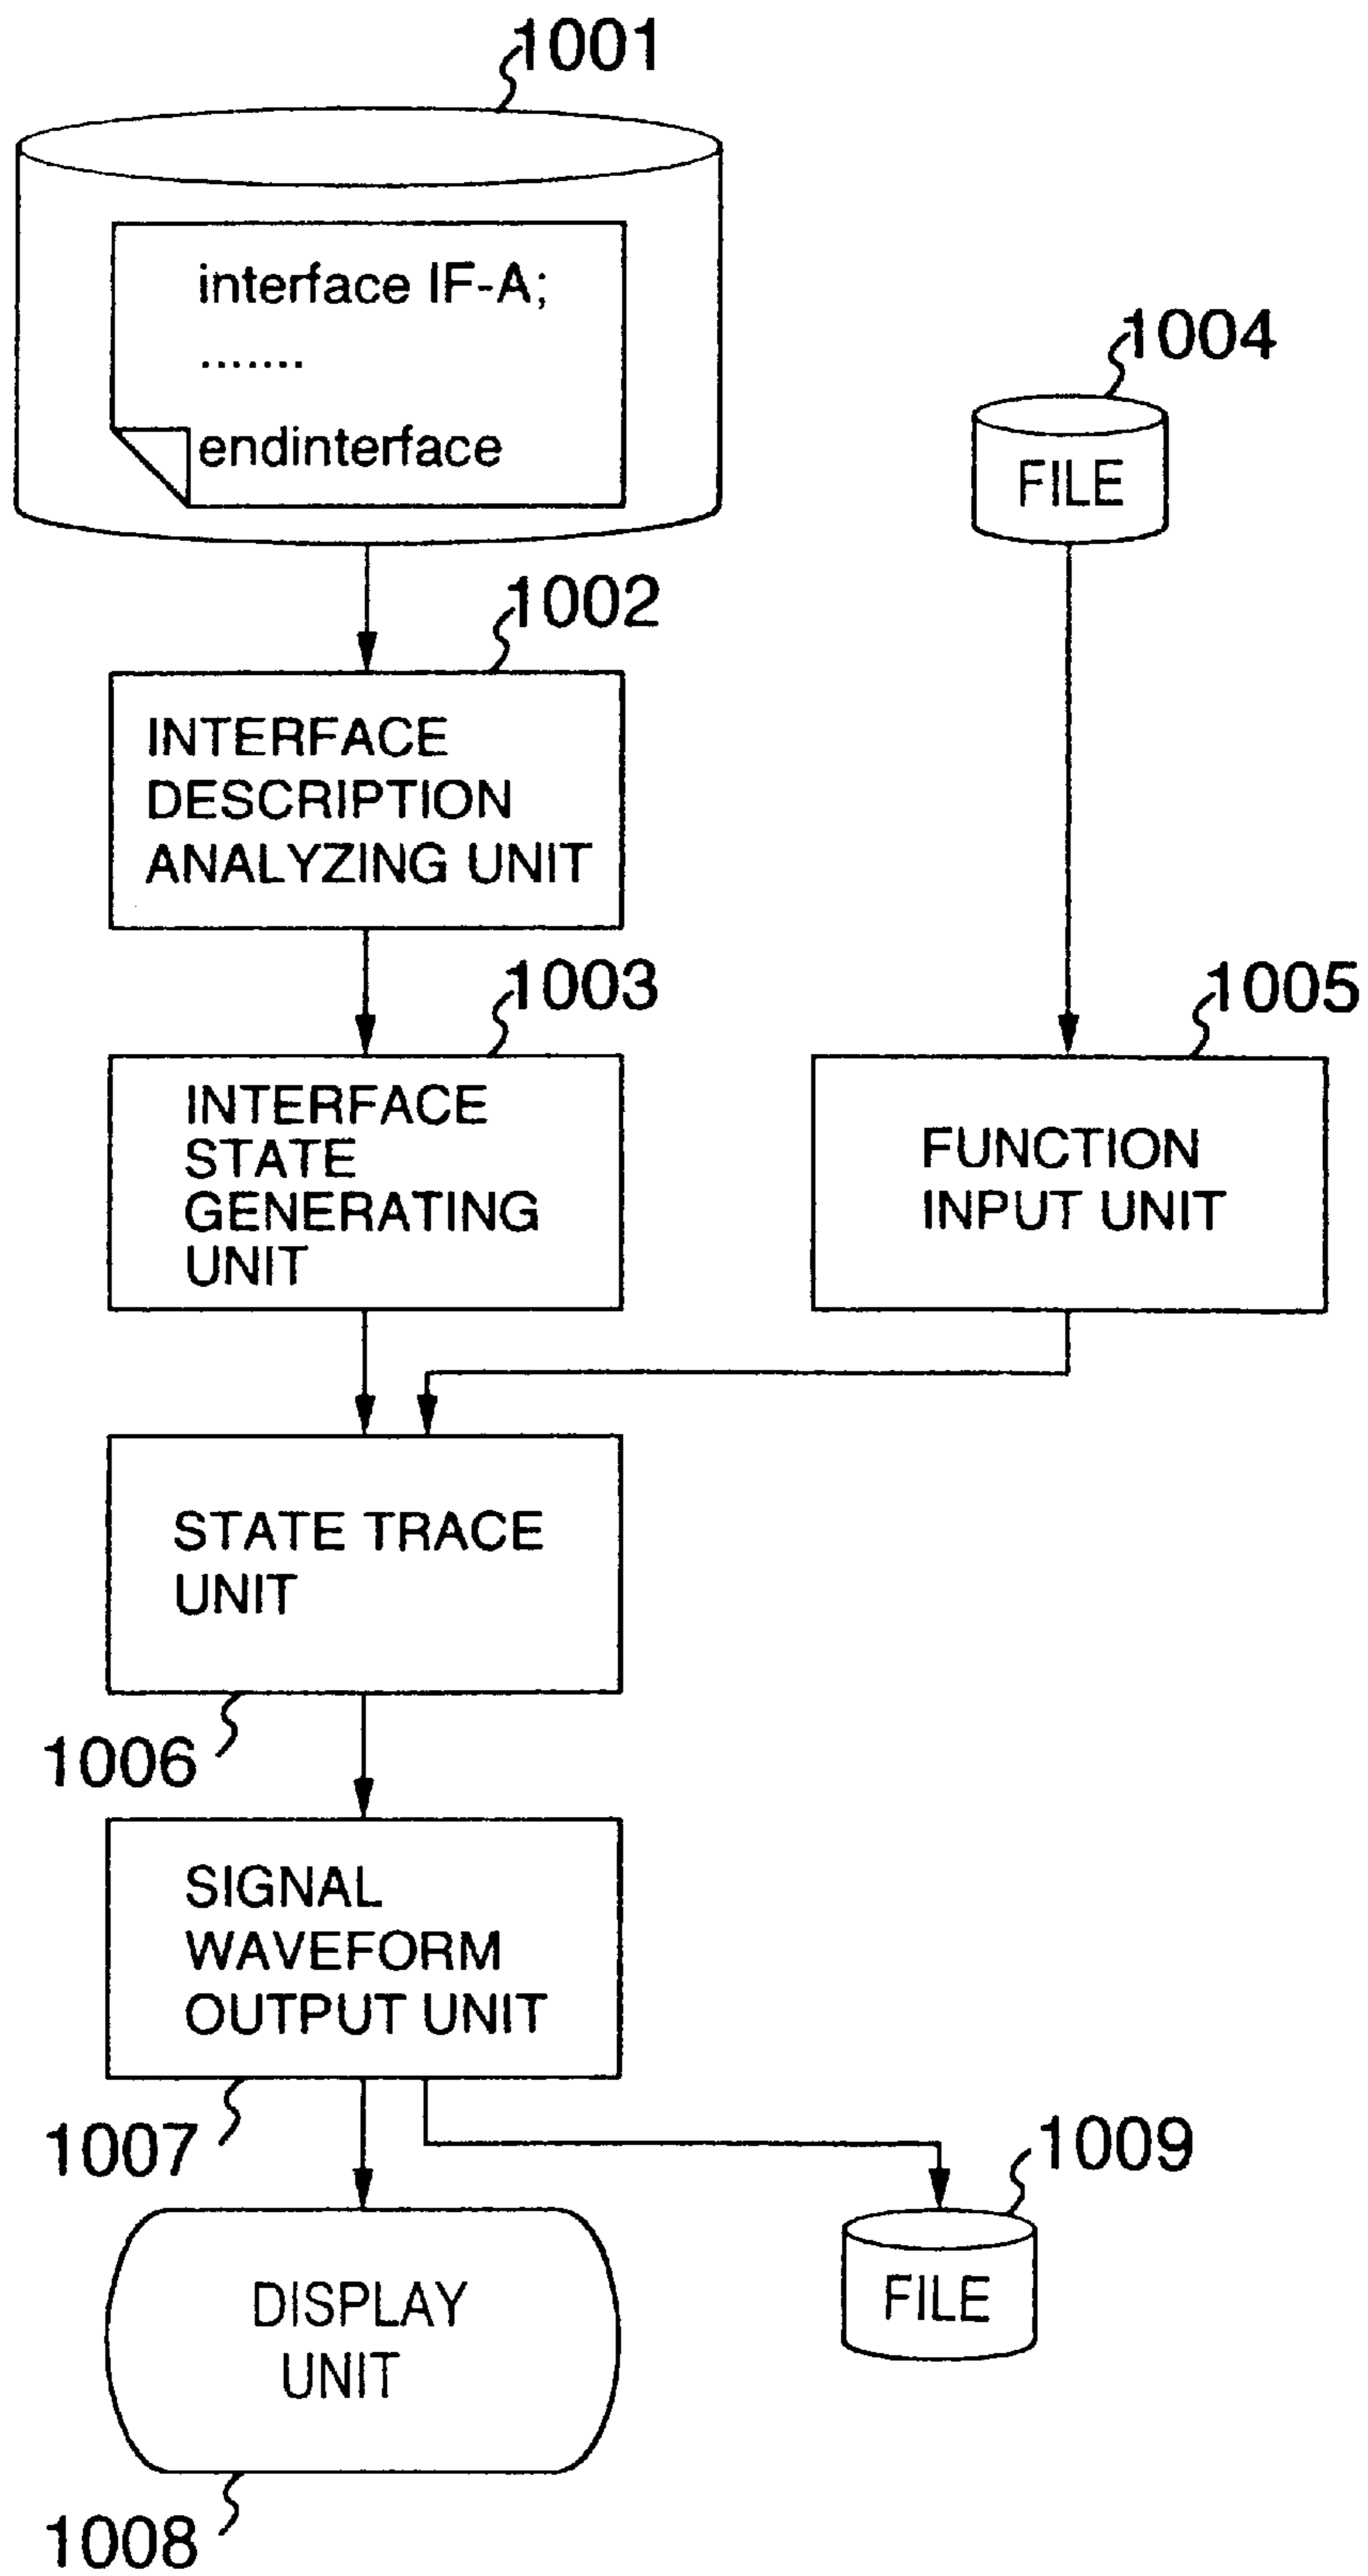 1001
interface IF-A;
.......
endinterface
1004
FILE
1002
INTERFACE
DESCRIPTION
ANALYZING UNIT
1003
INTERFACE
STATE
GENERATING
UNIT
1005
FUNCTION
INPUT UNIT
STATE TRACE
UNIT
1006
SIGNAL
WAVEFORM
OUTPUT UNIT
1007
1009
FILE
DISPLAY
UNIT
1008